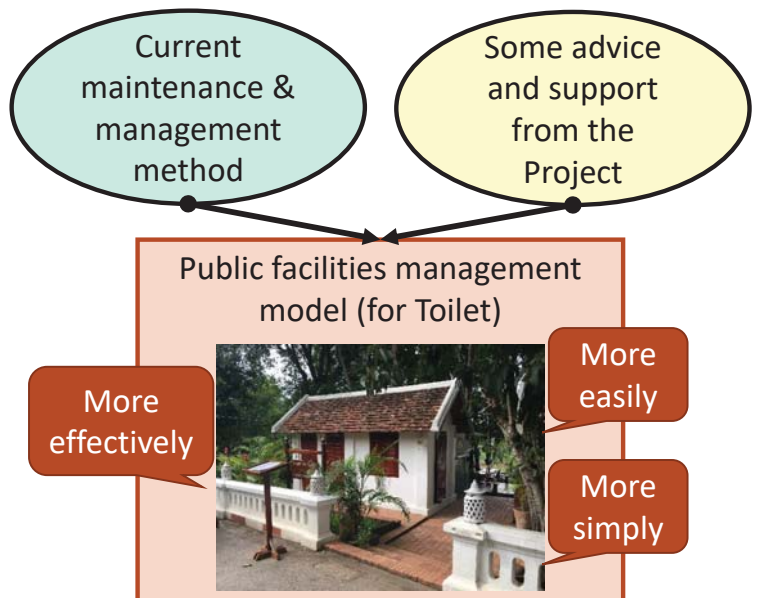 Current
maintenance &
management
method
Some advice
and support
from the
Project
Public facilities management
model (for Toilet)
More
effectively
More
easily
More
simply